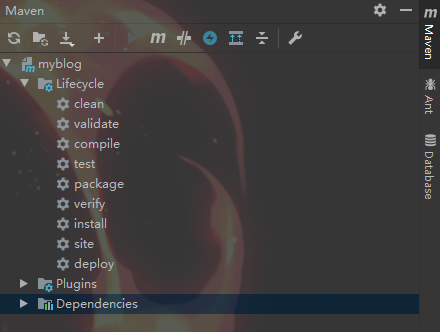 Maven
myblog
Lifecycle
clean
validate
compile
test
package
verify
install
site
deploy
Plugins
Dependencies
m
Maven
Ant
Database